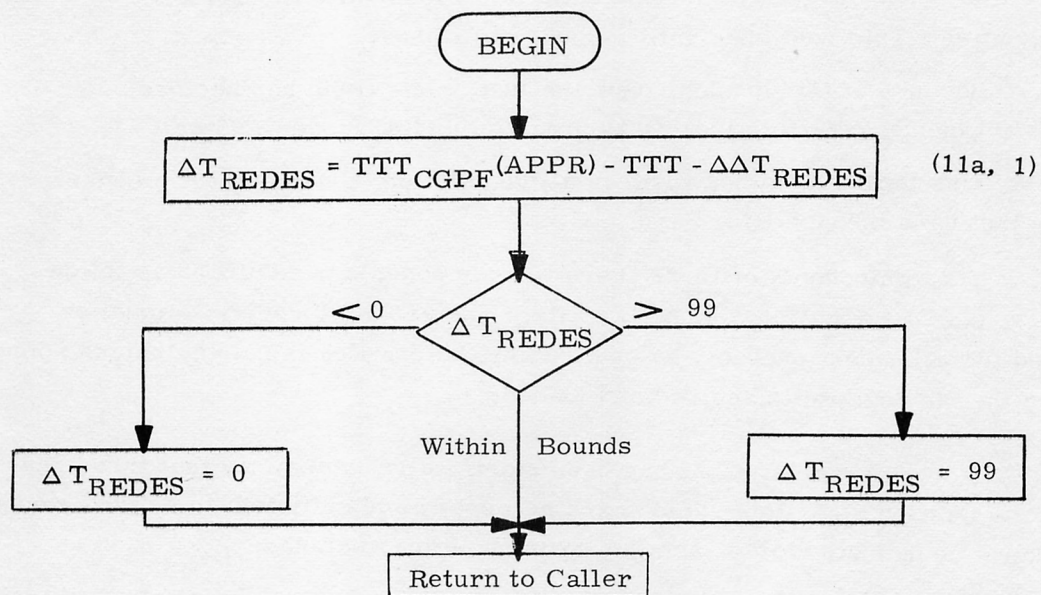 BEGIN
ΔT_REDES = TTT_CGPF(APPR) - TTT - ΔΔT_REDES (11a, 1)
< 0
> 99
ΔT_REDES
Within Bounds
ΔT_REDES = 0
ΔT_REDES = 99
Return to Caller